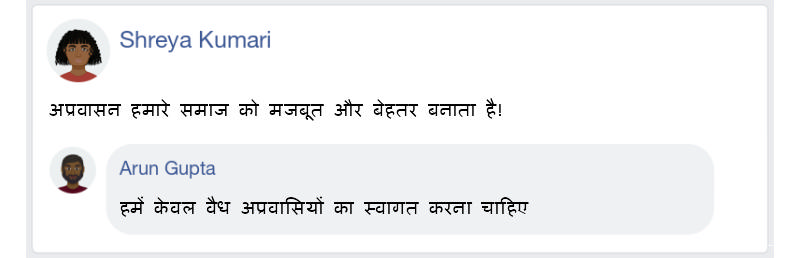 Shreya Kumari
अप्रवासन हमारे समाज को मजबूत और बेहतर बनाता है!
Arun Gupta
हमें केवल वैध अप्रवासियों का स्वागत करना चाहिए